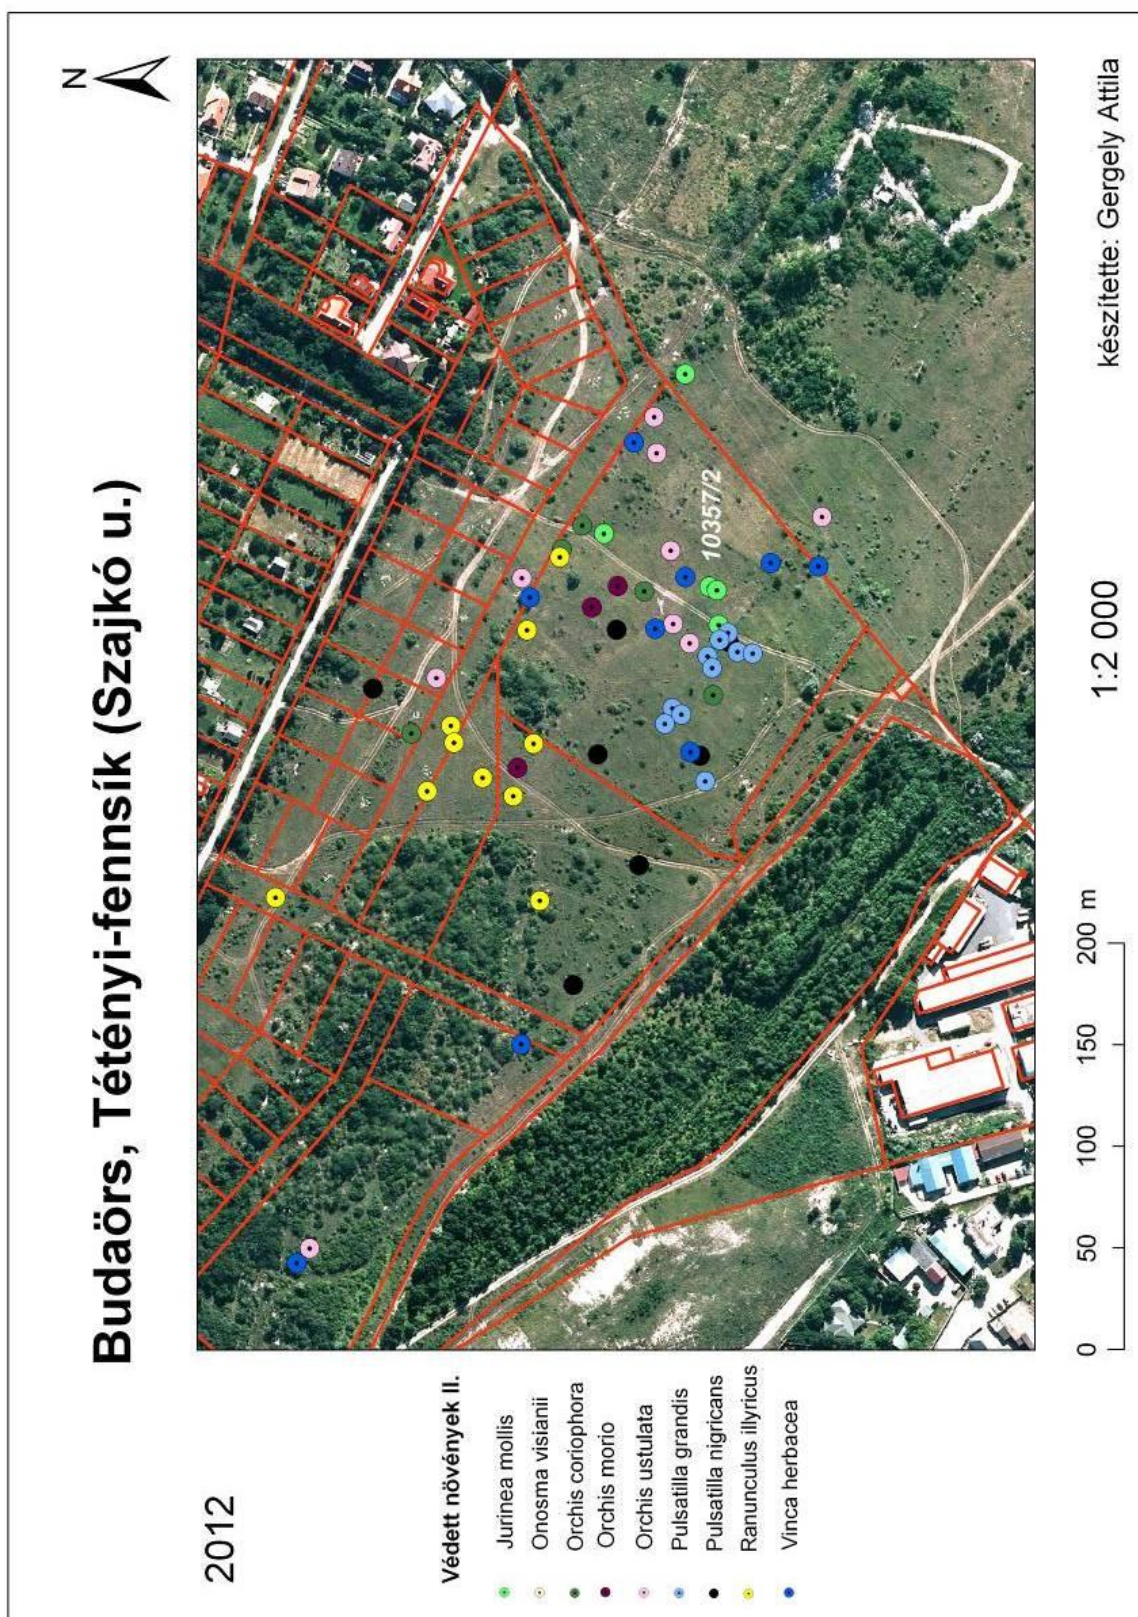 Budaörs, Tétényi-fennsík (Szajkó u.)
N
2012
Védett növények II.
Jurinea mollis
Onosma visianii
Orchis coriophora
Orchis morio
Orchis ustulata
Pulsatilla grandis
Pulsatilla nigricans
Ranunculus illyricus
Vinca herbacea
10357/2
0 50 100 150 200 m
1:2 000
készítette: Gergely Attila